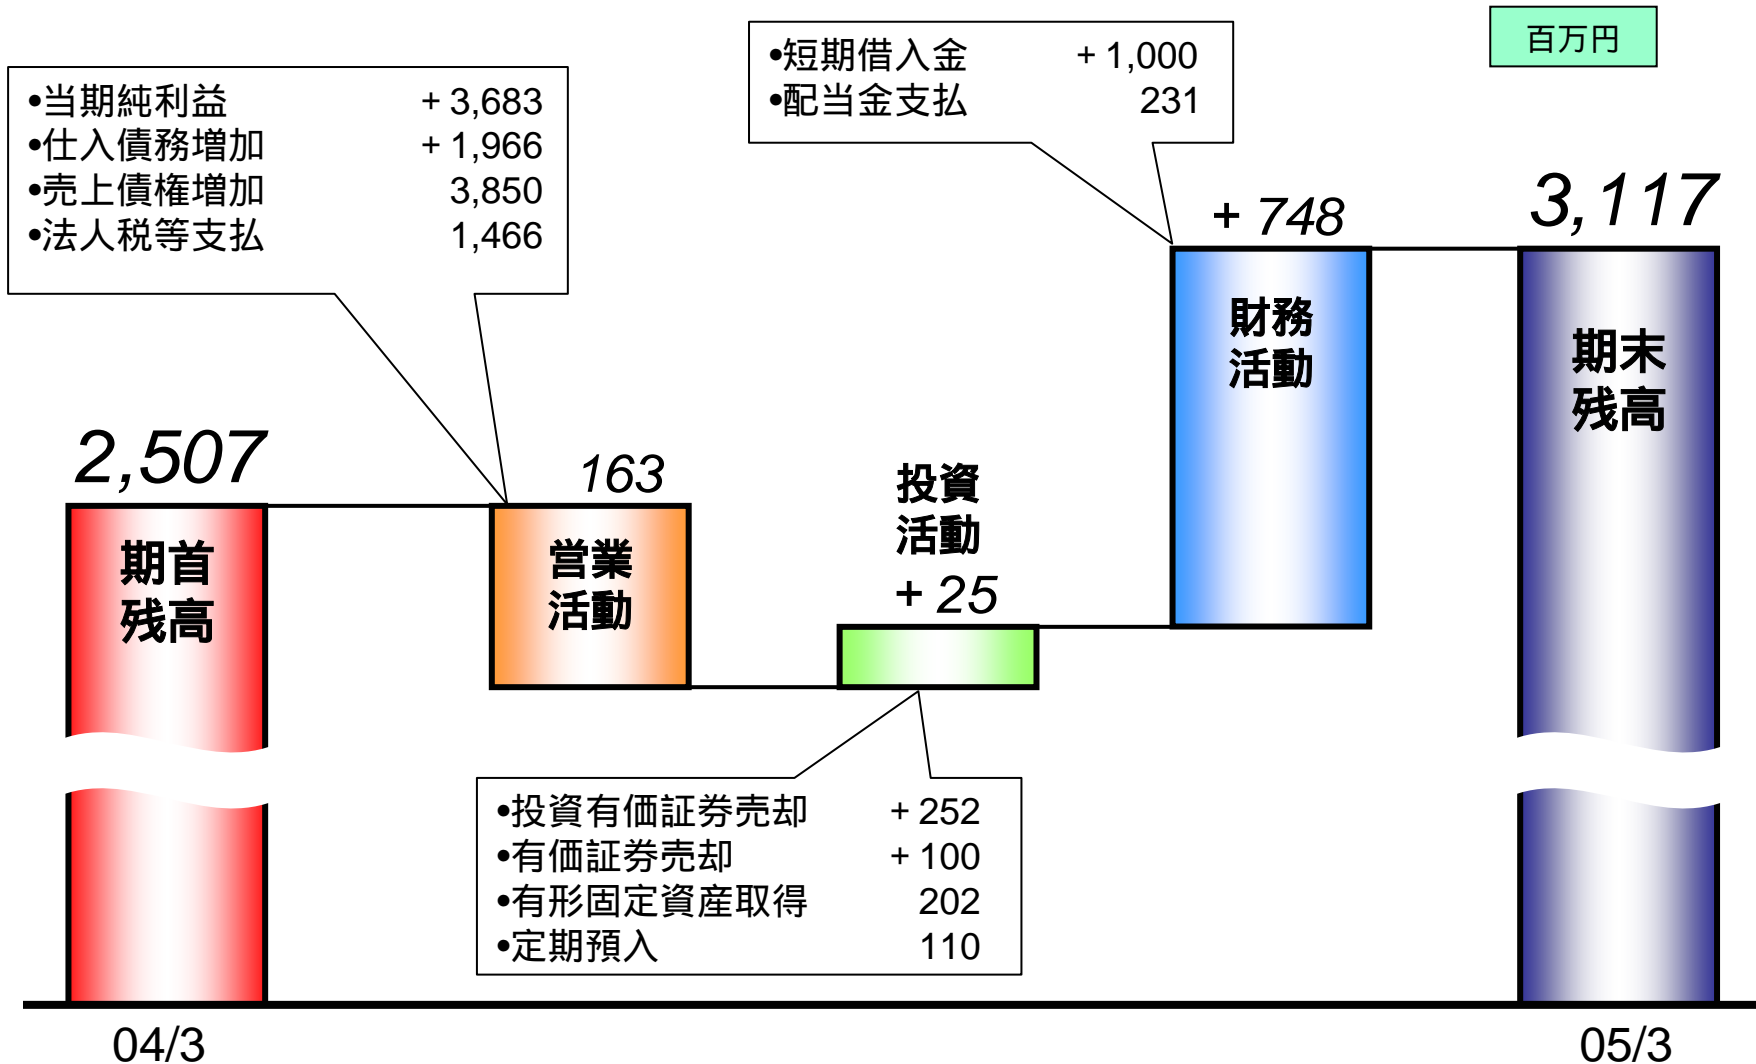 百万円
•短期借入金 + 1,000
•配当金支払 231
•当期純利益 + 3,683
•仕入債務増加 + 1,966
•売上債権増加 3,850
•法人税等支払 1,466
2,507
期首
残高
163
営業
活動
投資
活動
+ 25
+ 748
財務
活動
3,117
期末
残高
•投資有価証券売却 + 252
•有価証券売却 + 100
•有形固定資産取得 202
•定期預入 110
04/3
05/3